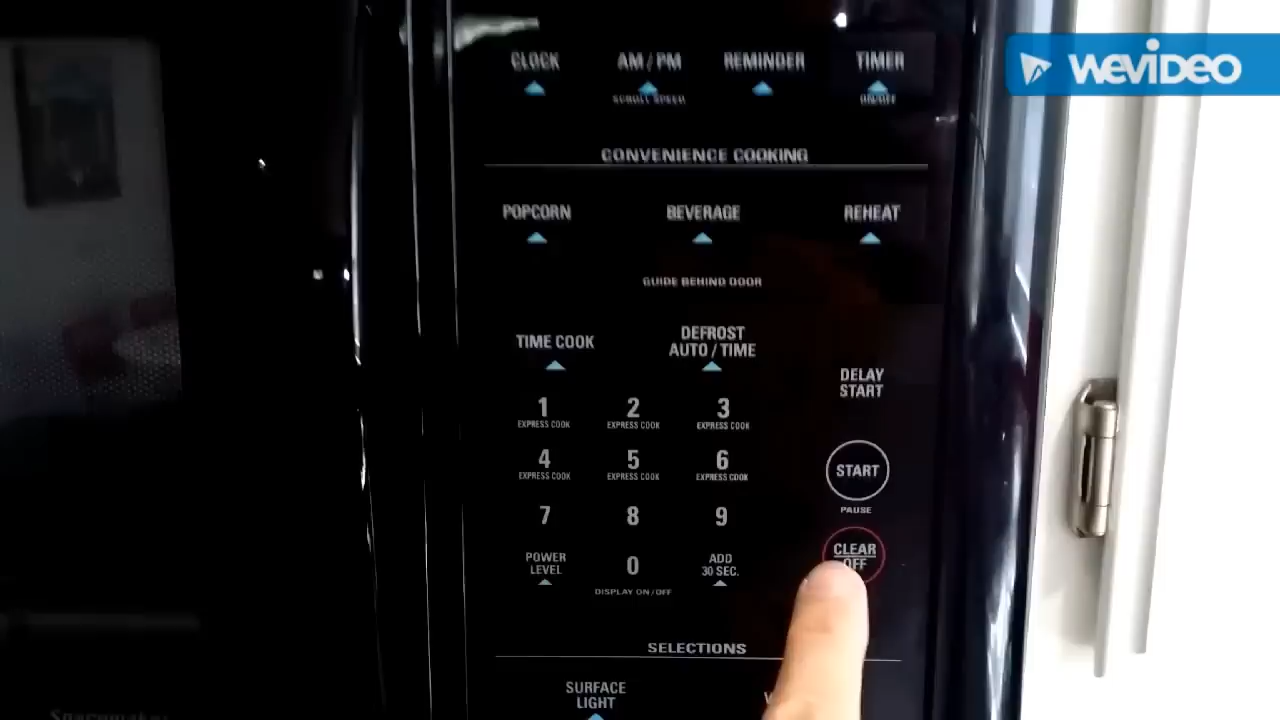 CLOCK AM / PM REMINDER TIMER
SCROLL SPEED ON/OFF
WEVIDEO
CONVENIENCE COOKING
POPCORN BEVERAGE REHEAT
GUIDE BEHIND DOOR
TIME COOK
DEFROST
AUTO / TIME
DELAY
START
1 2 3
EXPRESS COOK EXPRESS COOK EXPRESS COOK
4 5 6
EXPRESS COOK EXPRESS COOK EXPRESS COOK
START
PAUSE
7 8 9
CLEAR
OFF
POWER
LEVEL
0
ADD
30 SEC.
DISPLAY ON / OFF
SELECTIONS
SURFACE
LIGHT
Spacemaker